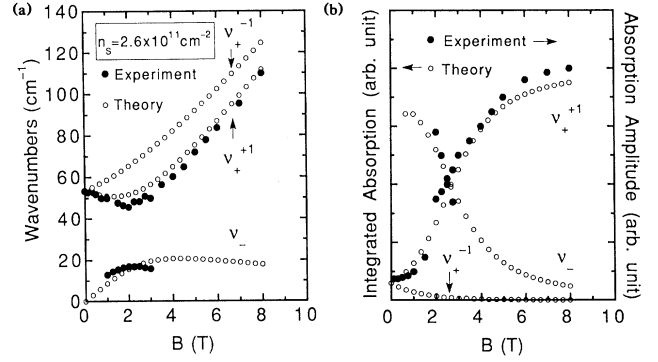 (a)
140
120
100
80
60
40
20
0
Wavenumbers (cm⁻¹)
n_s=2.6x10¹¹cm⁻²
● Experiment
○ Theory
ν₊⁻¹
ν₊⁺¹
ν₋
0 2 4 6 8 10
B (T)
(b)
Integrated Absorption (arb. unit)
● Experiment →
← ○ Theory
ν₊⁺¹
ν₊⁻¹
ν₋
0 2 4 6 8 10
B (T)
Absorption Amplitude (arb. unit)